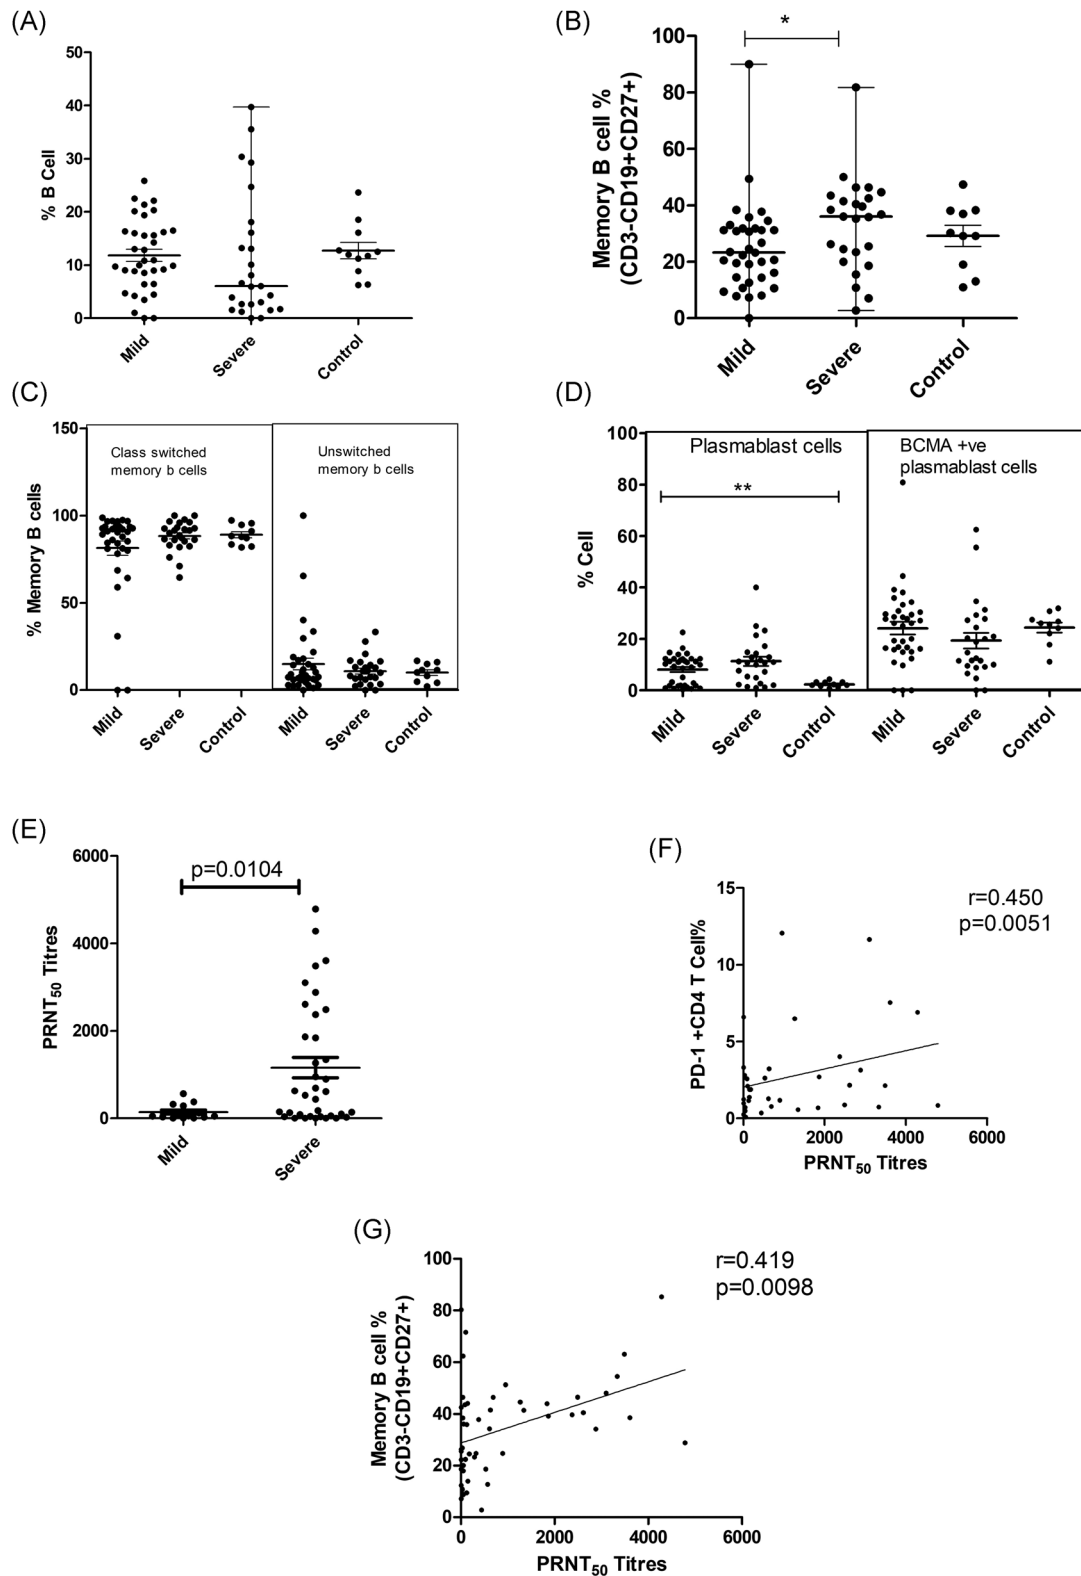 (A)
50
40
30
20
10
0
% B Cell
Mild
Severe
Control
(B)
*
100
80
60
40
20
0
Memory B cell %
(CD3-CD19+CD27+)
Mild
Severe
Control
(C)
150
100
50
0
% Memory B cells
Class switched
memory b cells
Unswitched
memory b cells
Mild
Severe
Control
Mild
Severe
Control
(D)
100
80
60
40
20
0
% Cell
Plasmablast cells
**
BCMA +ve
plasmablast cells
Mild
Severe
Control
Mild
Severe
Control
(E)
6000
4000
2000
0
PRNT50 Titres
p=0.0104
Mild
Severe
(F)
15
10
5
0
PD-1 +CD4 T Cell%
r=0.450
p=0.0051
0 2000 4000 6000
PRNT50 Titres
(G)
100
80
60
40
20
0
Memory B cell %
(CD3-CD19+CD27+)
r=0.419
p=0.0098
0 2000 4000 6000
PRNT50 Titres